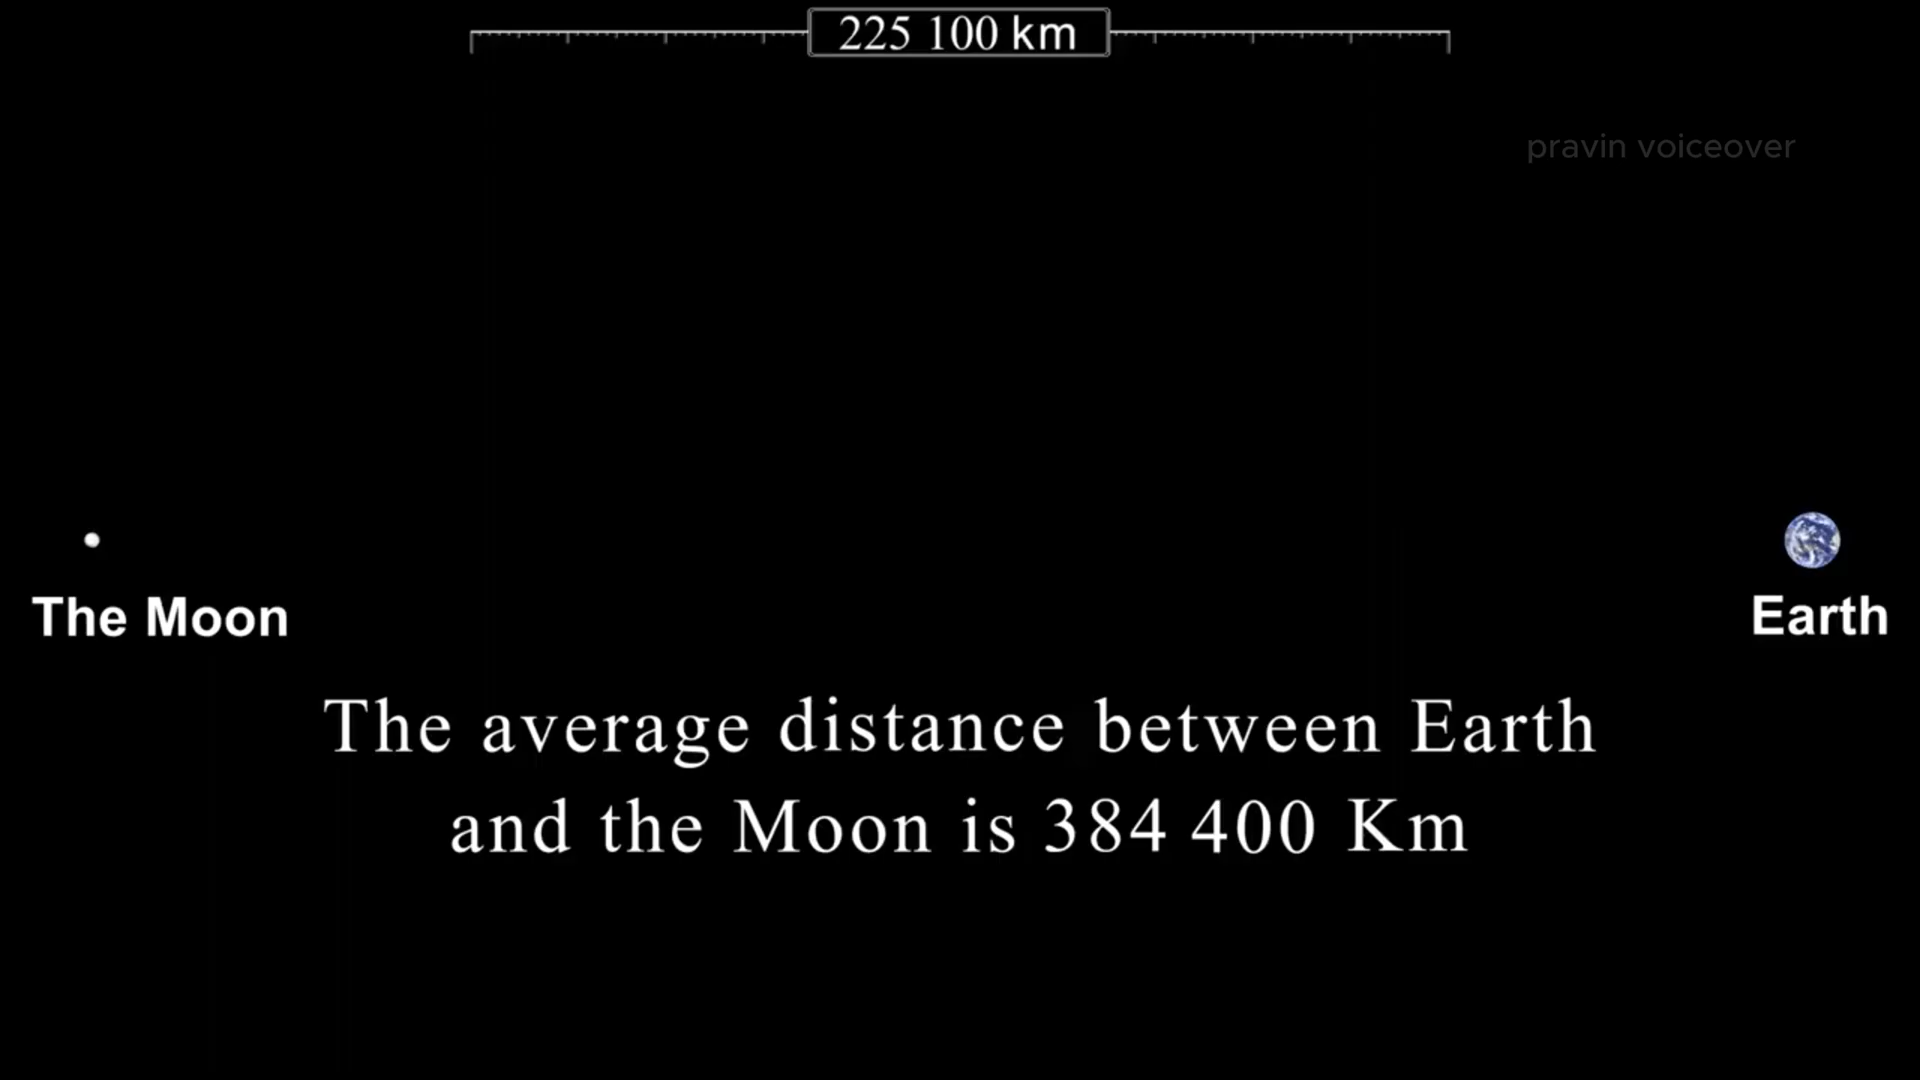 225 100 km
pravin voiceover
The Moon
Earth
The average distance between Earth
and the Moon is 384 400 Km